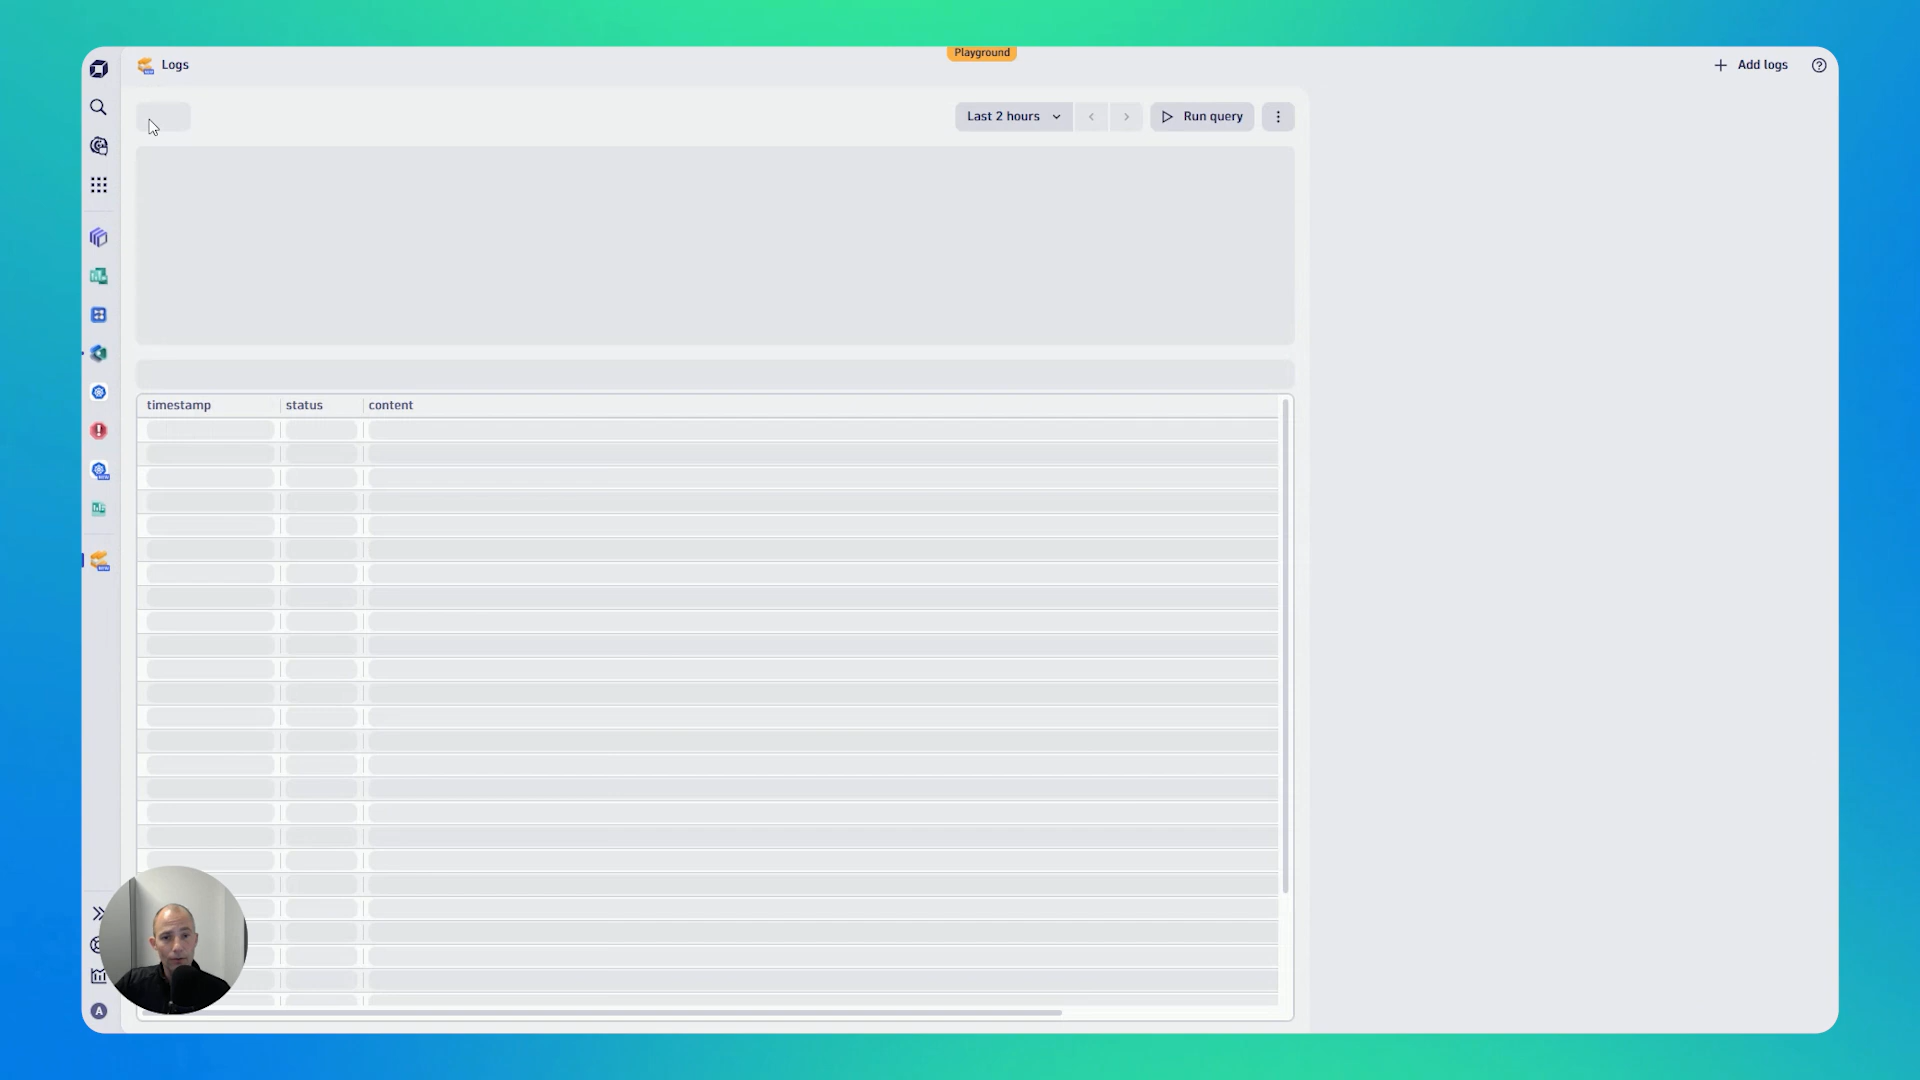 Logs
Playground
Add logs
Last 2 hours
Run query
timestamp
status
content
A